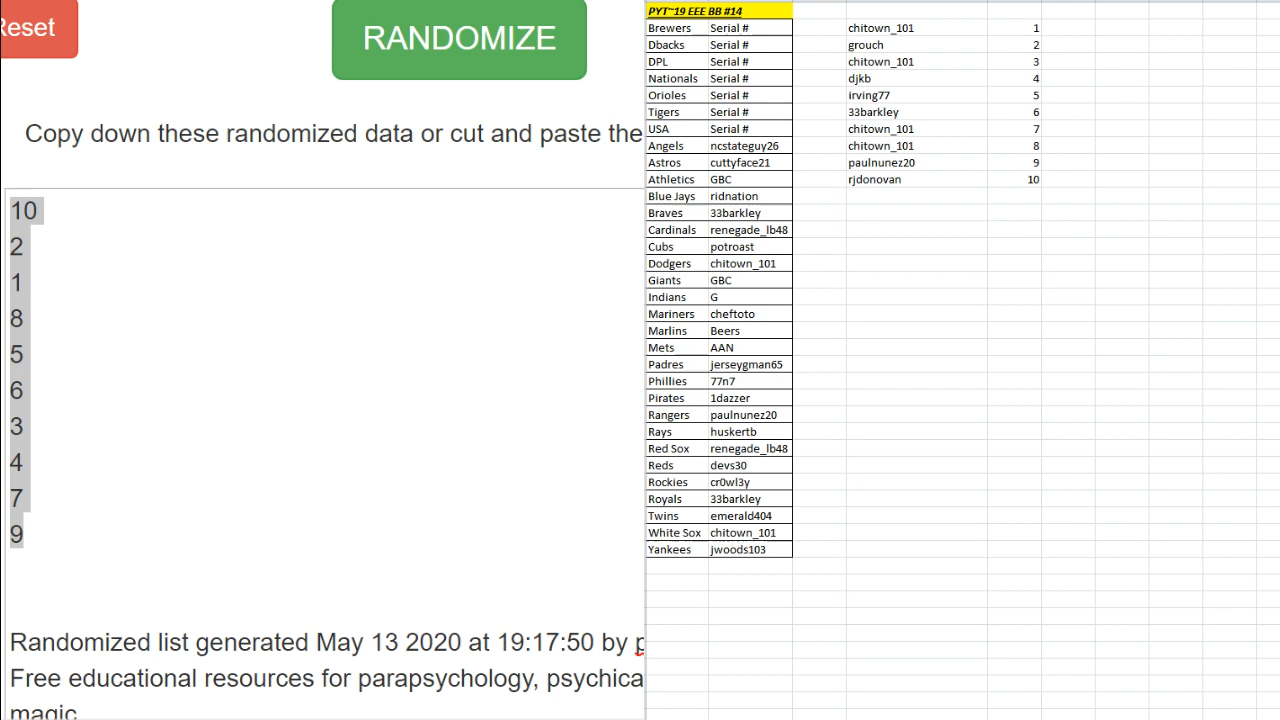 Reset
RANDOMIZE
Copy down these randomized data or cut and paste the
10
2
1
8
5
6
3
4
7
9
Randomized list generated May 13 2020 at 19:17:50 by p
Free educational resources for parapsychology, psychica
magic
PYT~19 EEE BB #14
Brewers Serial # chitown_101 1
Dbacks Serial # grouch 2
DPL Serial # chitown_101 3
Nationals Serial # djkb 4
Orioles Serial # irving77 5
Tigers Serial # 33barkley 6
USA Serial # chitown_101 7
Angels ncstateguy26 chitown_101 8
Astros cuttyface21 paulnunez20 9
Athletics GBC rjdonovan 10
Blue Jays ridnation
Braves 33barkley
Cardinals renegade_lb48
Cubs potroast
Dodgers chitown_101
Giants GBC
Indians G
Mariners cheftoto
Marlins Beers
Mets AAN
Padres jerseygman65
Phillies 77n7
Pirates 1dazzer
Rangers paulnunez20
Rays huskertb
Red Sox renegade_lb48
Reds devs30
Rockies cr0wl3y
Royals 33barkley
Twins emerald404
White Sox chitown_101
Yankees jwoods103